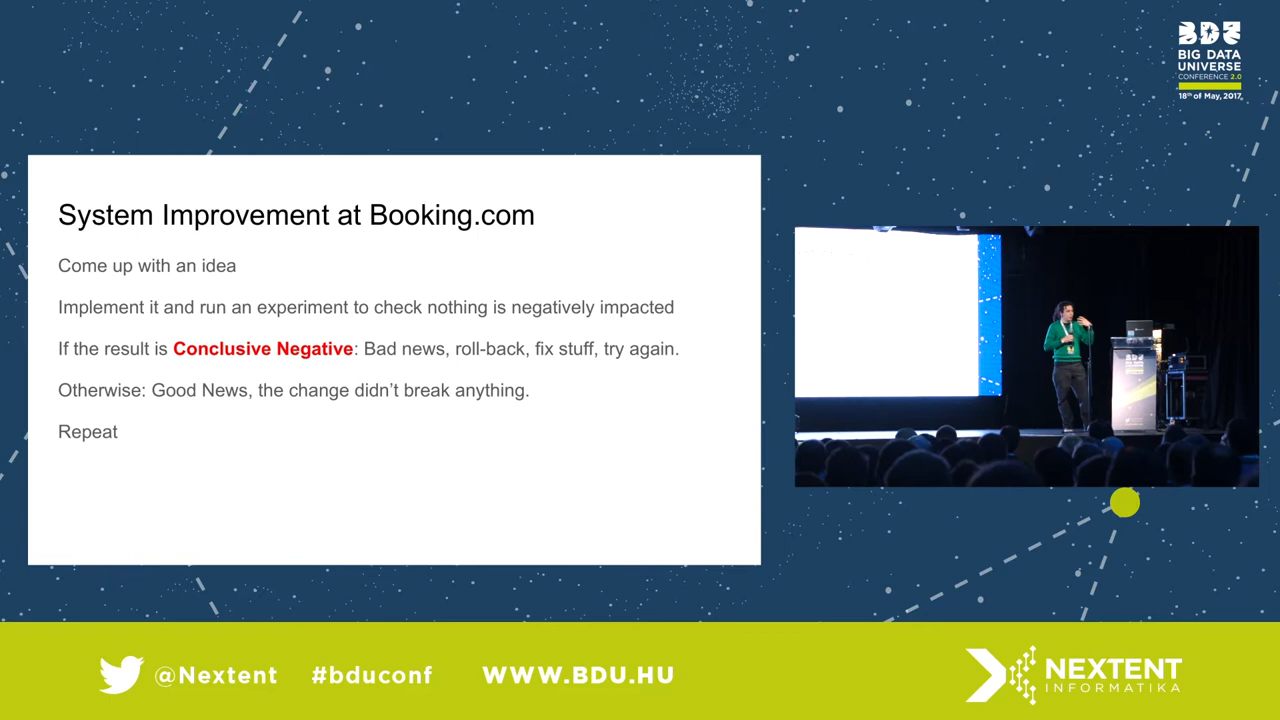 BDU
BIG DATA
UNIVERSE
CONFERENCE 2.0
18th of May, 2017
System Improvement at Booking.com
Come up with an idea
Implement it and run an experiment to check nothing is negatively impacted
If the result is Conclusive Negative: Bad news, roll-back, fix stuff, try again.
Otherwise: Good News, the change didn’t break anything.
Repeat
@Nextent #bduconf WWW.BDU.HU
NEXTENT
INFORMATIKA